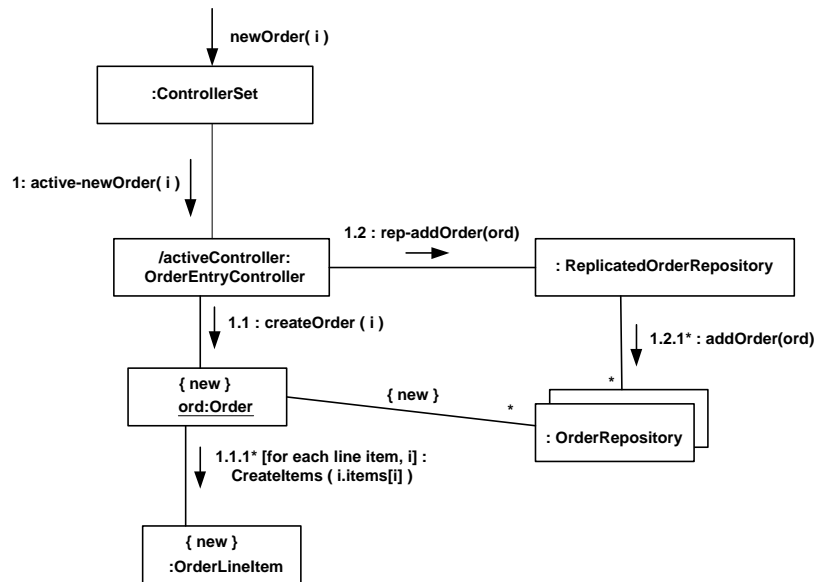 newOrder( i )
:ControllerSet
1: active-newOrder( i )
1.2 : rep-addOrder(ord)
/activeController:
OrderEntryController
: ReplicatedOrderRepository
1.1 : createOrder ( i )
1.2.1* : addOrder(ord)
{ new }
ord:Order
{ new }
*
*
: OrderRepository
1.1.1* [for each line item, i] :
CreateItems ( i.items[i] )
{ new }
:OrderLineItem